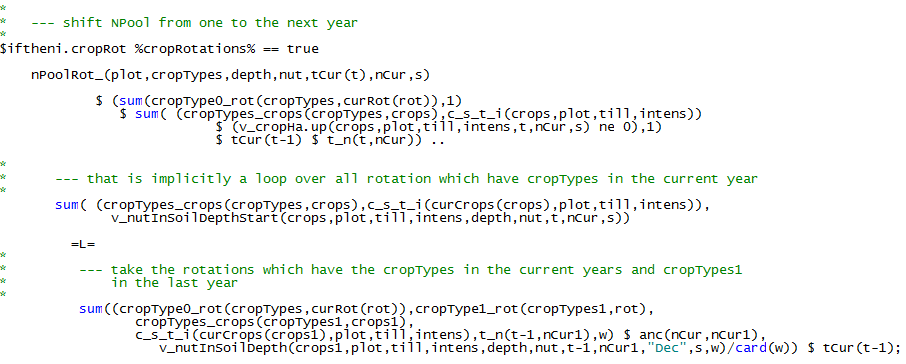 *
*   --- shift NPool from one to the next year
*
$iftheni.cropRot %cropRotations% == true
nPoolRot_(plot,cropTypes,depth,nut,tCur(t),nCur,s)
$ (sum(cropType0_rot(cropTypes,curRot(rot)),1)
$ sum( (cropTypes_crops(cropTypes,crops),c_s_t_i(crops,plot,till,intens))
$ (v_cropHa.up(crops,plot,till,intens,t,nCur,s) ne 0),1)
$ tCur(t-1) $ t_n(t,nCur)) ..
*
*      --- that is implicitly a loop over all rotation which have cropTypes in the current year
*
sum( (cropTypes_crops(cropTypes,crops),c_s_t_i(curCrops(crops),plot,till,intens)),
v_nutInSoilDepthStart(crops,plot,till,intens,depth,nut,t,nCur,s))
=L=
*
*         --- take the rotations which have the cropTypes in the current years and cropTypes1
*             in the last year
*
sum((cropType0_rot(cropTypes,curRot(rot)),cropType1_rot(cropTypes1,rot),
cropTypes_crops(cropTypes1,crops1),
c_s_t_i(curCrops(crops1),plot,till,intens),t_n(t-1,nCur1),w) $ anc(nCur,nCur1),
v_nutInSoilDepth(crops1,plot,till,intens,depth,nut,t-1,nCur1,"Dec",s,w)/card(w)) $ tCur(t-1);